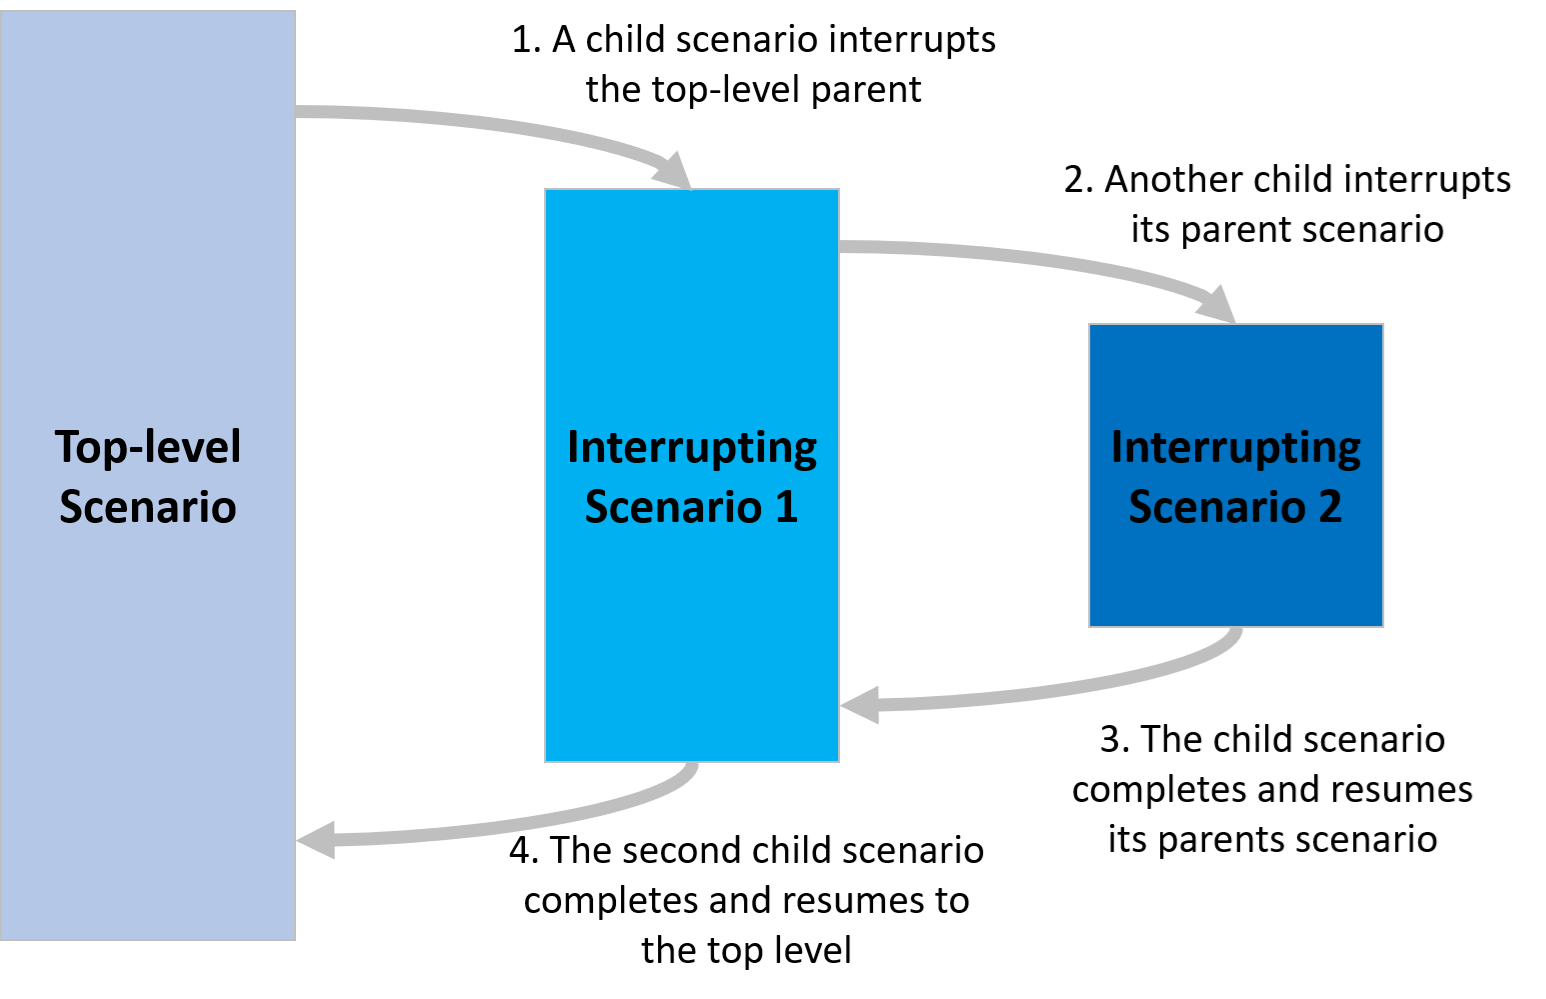 1. A child scenario interrupts
the top-level parent
2. Another child interrupts
its parent scenario
Top-level
Scenario
Interrupting
Scenario 1
Interrupting
Scenario 2
3. The child scenario
completes and resumes
its parents scenario
4. The second child scenario
completes and resumes to
the top level